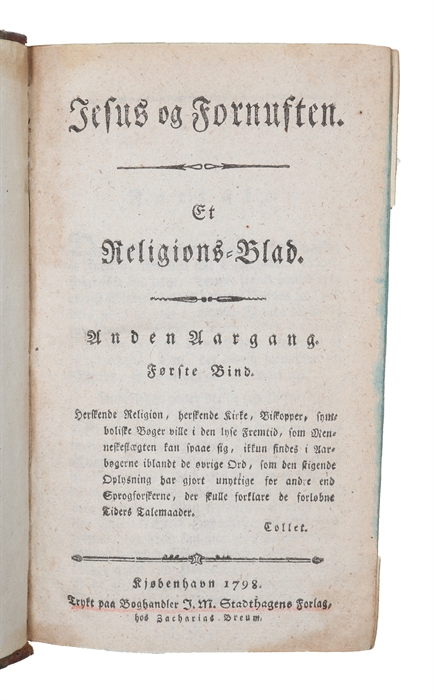 Jesus og Fornuften.
Et
Religions-Blad.
Anden Aargang.
Første Bind.
Herskende Religion, herskende Kirke, Biskopper, sym-
boliske Bøger ville i den lyse Fremtid, som Men-
neskeslægten kan spaae sig, ikkun findes i Aar-
bøgerne iblandt de øvrige Ord, som den stigende
Oplysning har gjort unyttige for andre end
Sprogforskerne, der skulle forklare de forløbne
Tiders Talemaader.
Collet.
Kjøbenhavn 1798.
Trykt paa Boghandler J. M. Stadthagens Forlag,
hos Zacharias Breum.